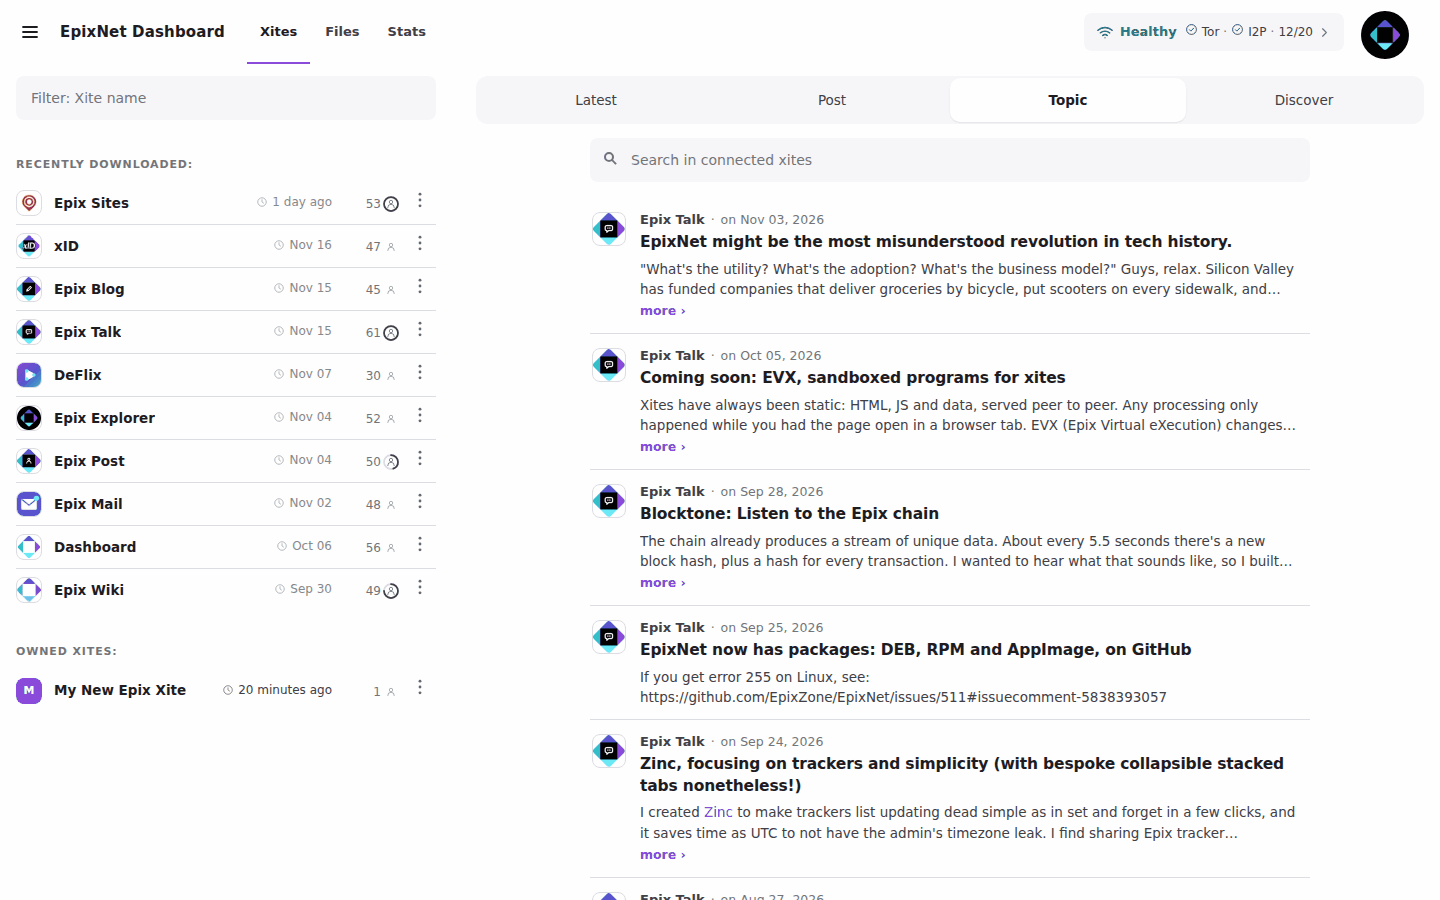 EpixNet Dashboard
Xites
Files
Stats
Healthy Tor · I2P · 12/20
Filter: Xite name
RECENTLY DOWNLOADED:
Epix Sites 1 day ago 53
xID Nov 16 47
Epix Blog Nov 15 45
Epix Talk Nov 15 61
DeFlix Nov 07 30
Epix Explorer Nov 04 52
Epix Post Nov 04 50
Epix Mail Nov 02 48
Dashboard Oct 06 56
Epix Wiki Sep 30 49
OWNED XITES:
M My New Epix Xite 20 minutes ago 1
Latest
Post
Topic
Discover
Search in connected xites
Epix Talk · on Nov 03, 2026
EpixNet might be the most misunderstood revolution in tech history.
"What's the utility? What's the adoption? What's the business model?" Guys, relax. Silicon Valley
has funded companies that deliver groceries by bicycle, put scooters on every sidewalk, and...
more ›
Epix Talk · on Oct 05, 2026
Coming soon: EVX, sandboxed programs for xites
Xites have always been static: HTML, JS and data, served peer to peer. Any processing only
happened while you had the page open in a browser tab. EVX (Epix Virtual eXecution) changes...
more ›
Epix Talk · on Sep 28, 2026
Blocktone: Listen to the Epix chain
The chain already produces a stream of unique data. About every 5.5 seconds there's a new
block hash, plus a hash for every transaction. I wanted to hear what that sounds like, so I built...
more ›
Epix Talk · on Sep 25, 2026
EpixNet now has packages: DEB, RPM and AppImage, on GitHub
If you get error 255 on Linux, see:
https://github.com/EpixZone/EpixNet/issues/511#issuecomment-5838393057
Epix Talk · on Sep 24, 2026
Zinc, focusing on trackers and simplicity (with bespoke collapsible stacked
tabs nonetheless!)
I created Zinc to make trackers list updating dead simple as in set and forget in a few clicks, and
it saves time as UTC to not have the admin's timezone leak. I find sharing Epix tracker...
more ›
Epix Talk · on Aug 27, 2026